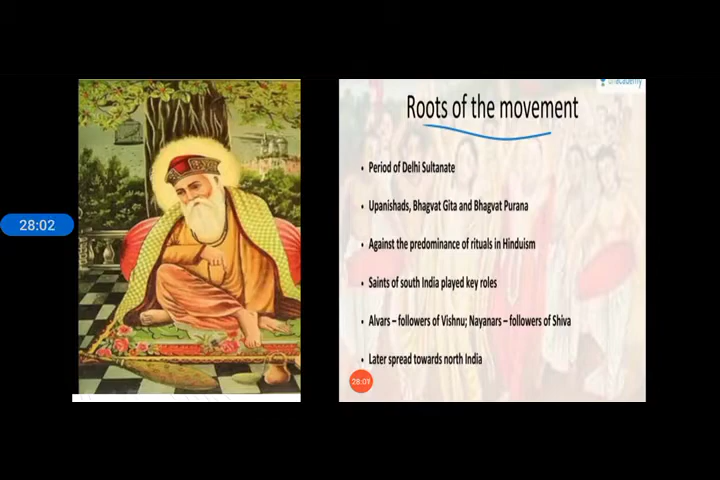 unacademy
Roots of the movement
• Period of Delhi Sultanate
• Upanishads, Bhagvat Gita and Bhagvat Purana
• Against the predominance of rituals in Hinduism
• Saints of south India played key roles
• Alvars – followers of Vishnu; Nayanars – followers of Shiva
• Later spread towards north India
28:02
28:01